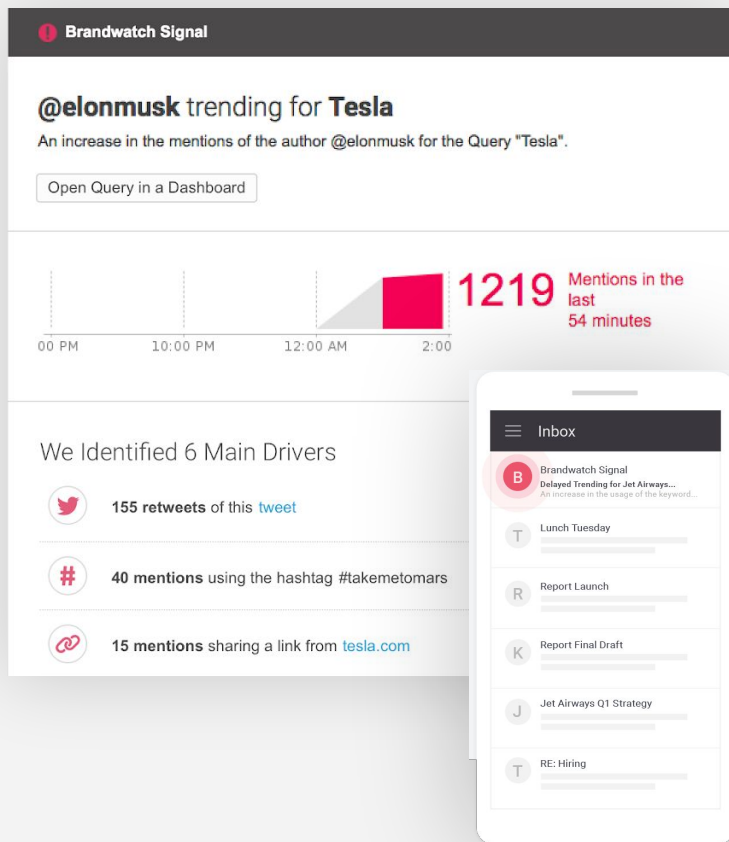 Brandwatch Signal
@elonmusk trending for Tesla
An increase in the mentions of the author @elonmusk for the Query "Tesla".
Open Query in a Dashboard
1219
Mentions in the
last
54 minutes
00 PM
10:00 PM
12:00 AM
2:00
We Identified 6 Main Drivers
155 retweets of this tweet
# 40 mentions using the hashtag #takemetomars
15 mentions sharing a link from tesla.com
Inbox
B
Brandwatch Signal
Delayed Trending for Jet Airways...
An increase in the usage of the keyword...
T
Lunch Tuesday
R
Report Launch
K
Report Final Draft
J
Jet Airways Q1 Strategy
T
RE: Hiring